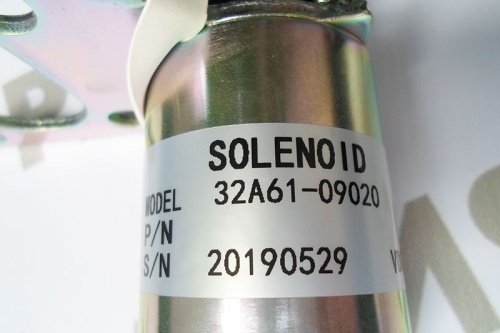 SOLENOID
MODEL 32A61-09020
P/N
S/N 20190529